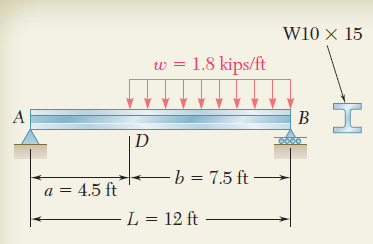 W10 × 15
w = 1.8 kips/ft
A
B
D
b = 7.5 ft
a = 4.5 ft
L = 12 ft